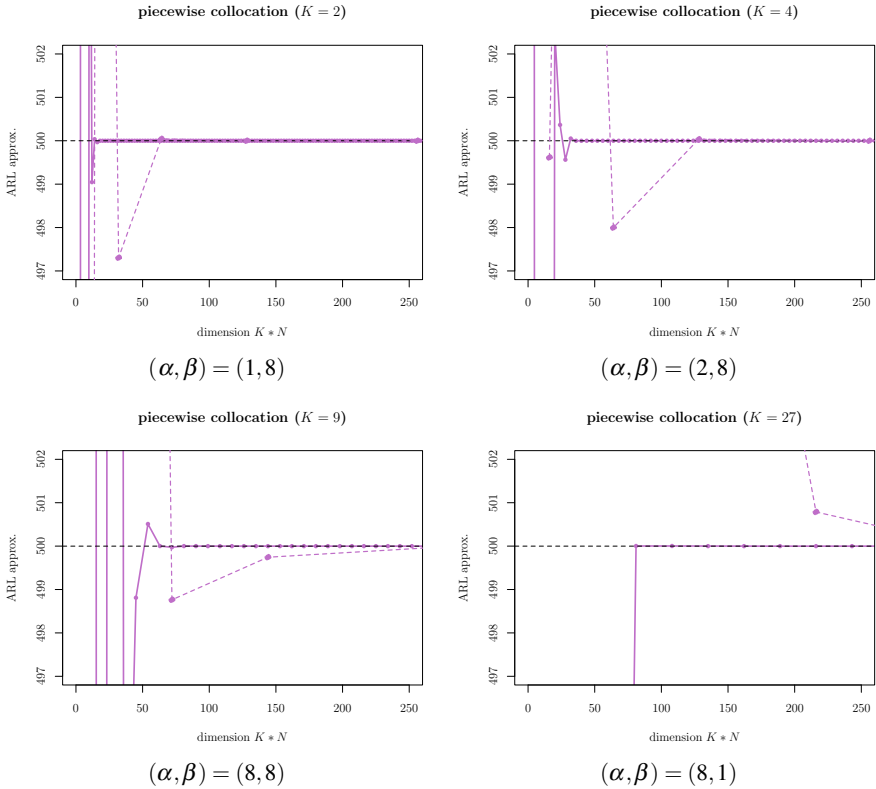 piecewise collocation (K = 2)
502
501
500
499
498
497
ARL approx.
0 50 100 150 200 250
dimension K ∗ N
(α, β) = (1, 8)
piecewise collocation (K = 4)
502
501
500
499
498
497
ARL approx.
0 50 100 150 200 250
dimension K ∗ N
(α, β) = (2, 8)
piecewise collocation (K = 9)
502
501
500
499
498
497
ARL approx.
0 50 100 150 200 250
dimension K ∗ N
(α, β) = (8, 8)
piecewise collocation (K = 27)
502
501
500
499
498
497
ARL approx.
0 50 100 150 200 250
dimension K ∗ N
(α, β) = (8, 1)